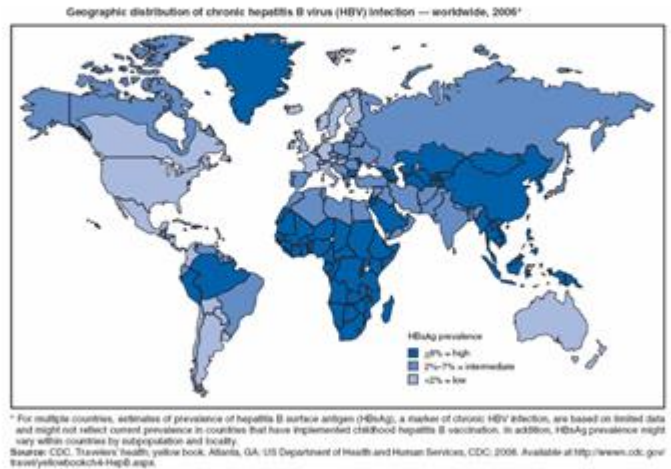 Geographic distribution of chronic hepatitis B virus (HBV) infection — worldwide, 2006*
HBsAg prevalence
≥8% = high
2%–7% = intermediate
<2% = low
* For multiple countries, estimates of prevalence of hepatitis B surface antigen (HBsAg), a marker of chronic HBV infection, are based on limited data
and might not reflect current prevalence in countries that have implemented childhood hepatitis B vaccination. In addition, HBsAg prevalence might
vary within countries by subpopulation and locality.
Source: CDC. Travelers' health; yellow book. Atlanta, GA: US Department of Health and Human Services, CDC; 2008. Available at http://wwwn.cdc.gov/
travel/yellowbookch4-HepB.aspx.